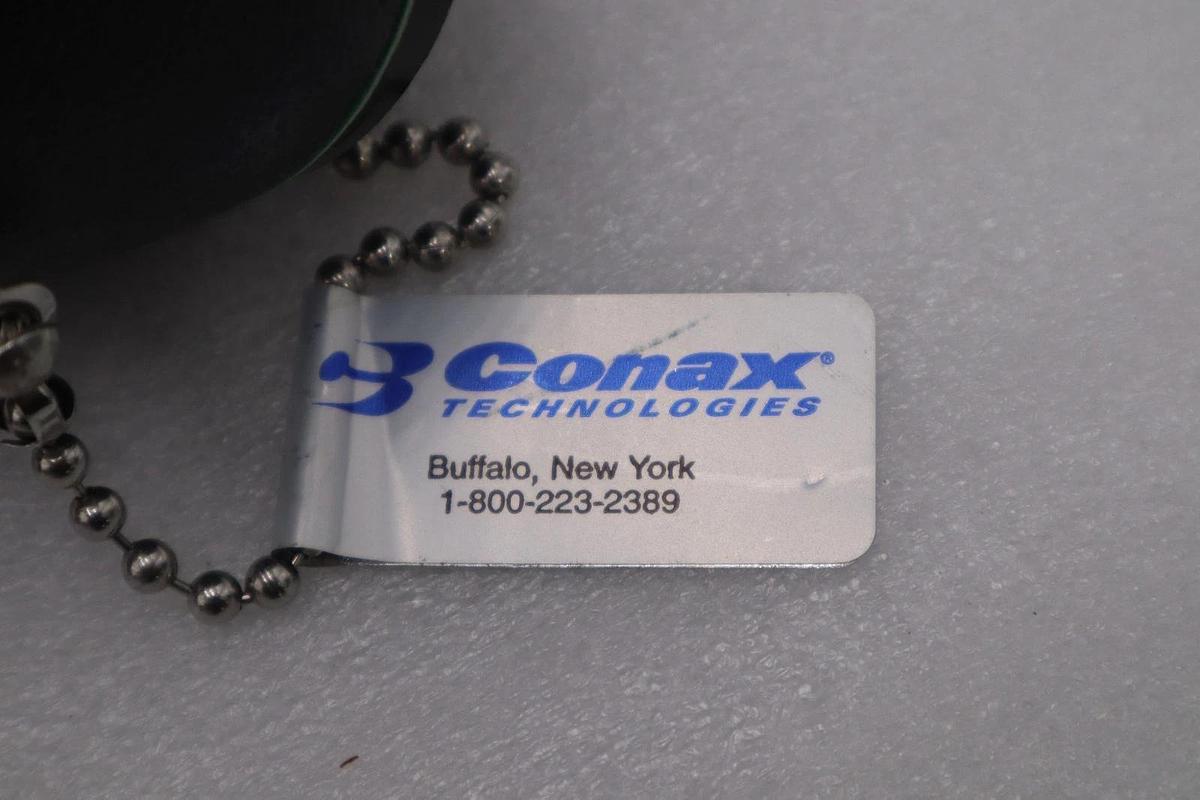 Conax®
TECHNOLOGIES
Buffalo, New York
1-800-223-2389